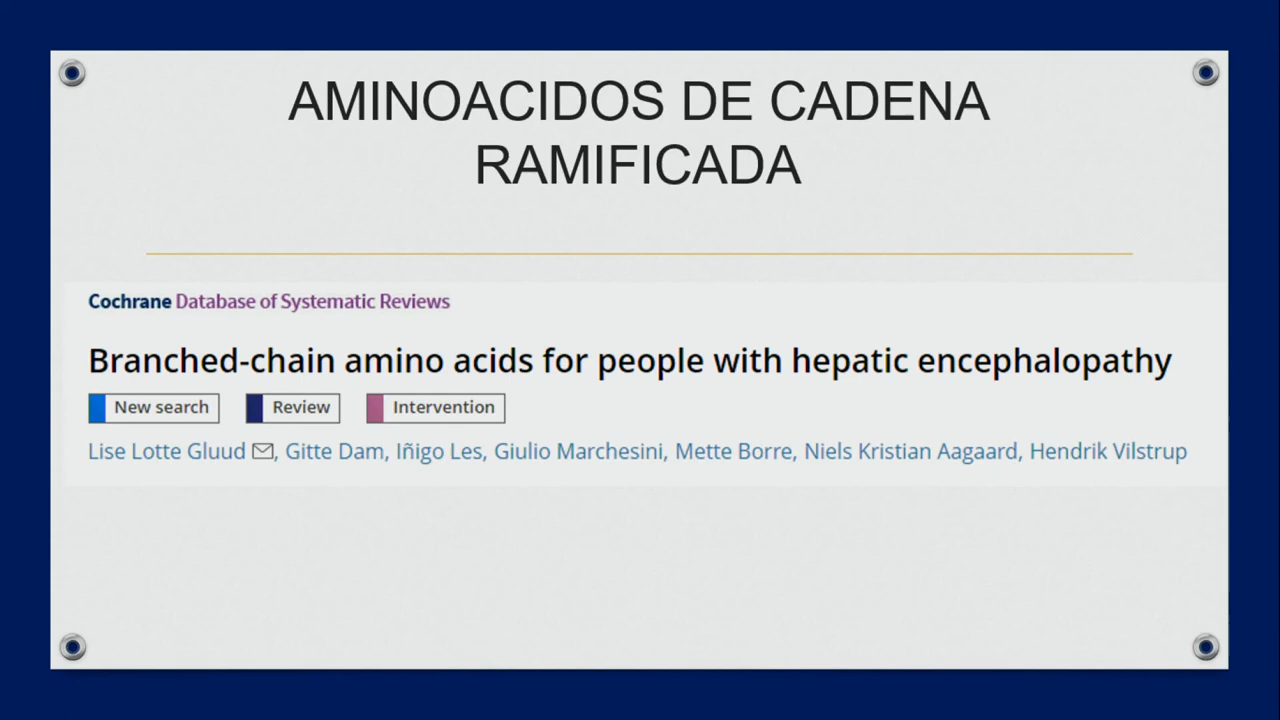 AMINOACIDOS DE CADENA
RAMIFICADA
Cochrane Database of Systematic Reviews
Branched-chain amino acids for people with hepatic encephalopathy
New search Review Intervention
Lise Lotte Gluud, Gitte Dam, Iñigo Les, Giulio Marchesini, Mette Borre, Niels Kristian Aagaard, Hendrik Vilstrup